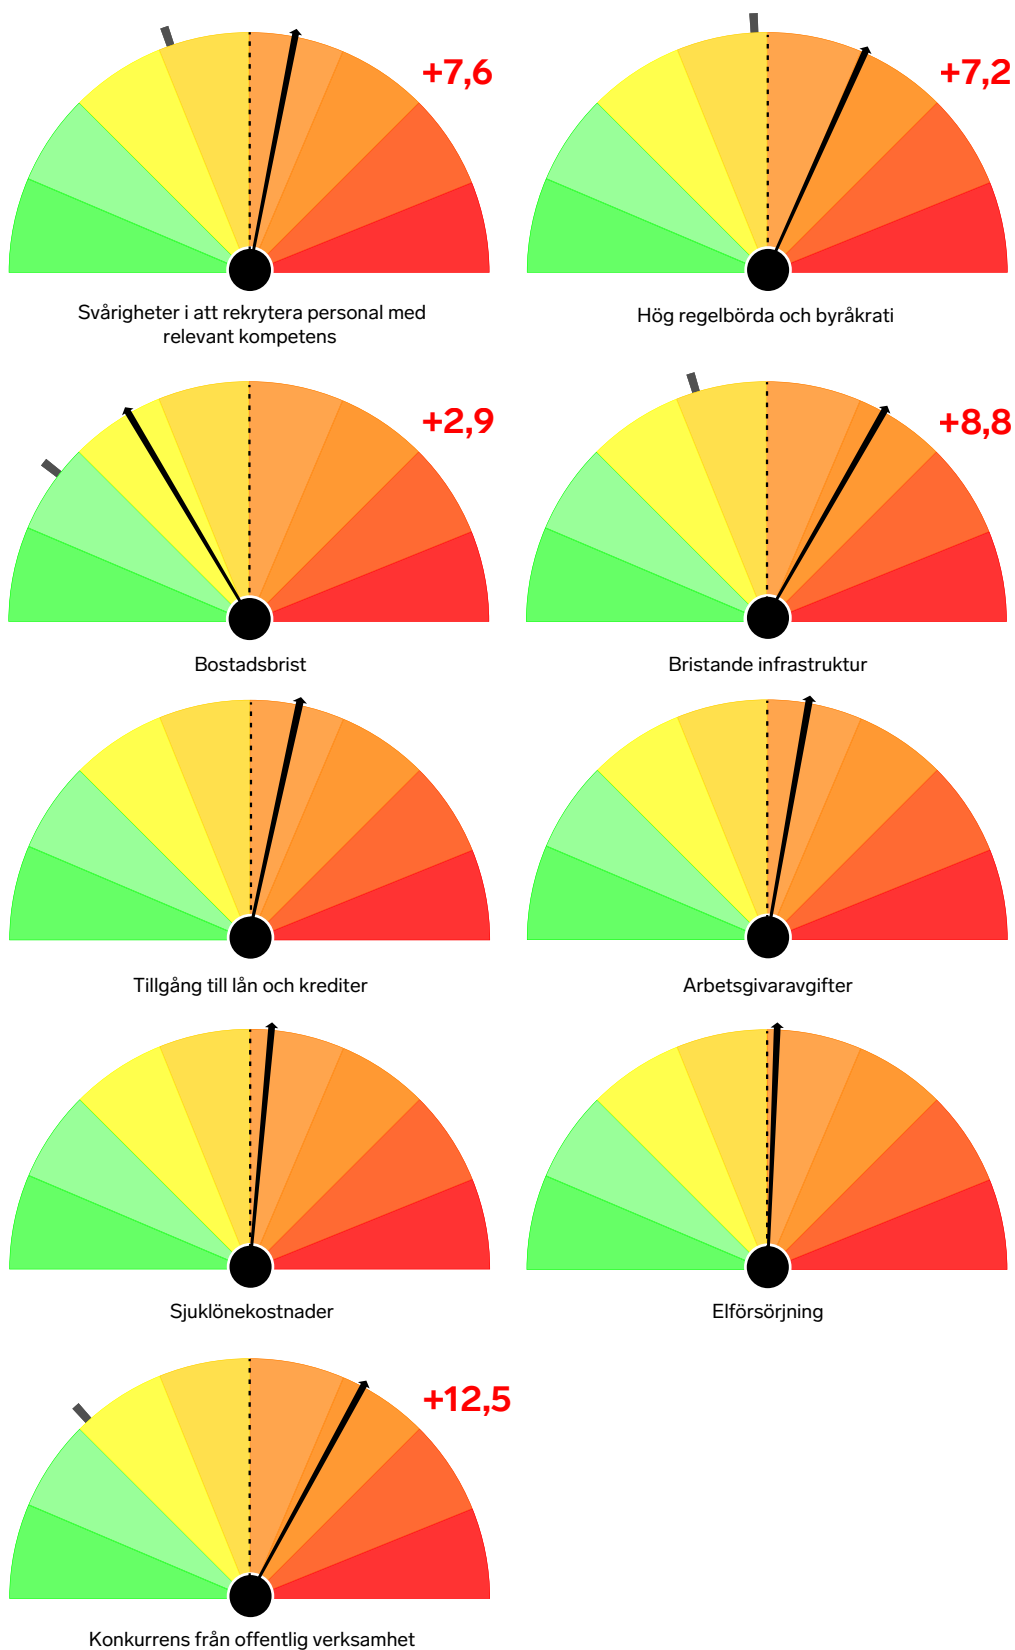 +7,6
Svårigheter i att rekrytera personal med
relevant kompetens
+7,2
Hög regelbörda och byråkrati
+2,9
Bostadsbrist
+8,8
Bristande infrastruktur
Tillgång till lån och krediter
Arbetsgivaravgifter
Sjuklönekostnader
Elförsörjning
+12,5
Konkurrens från offentlig verksamhet